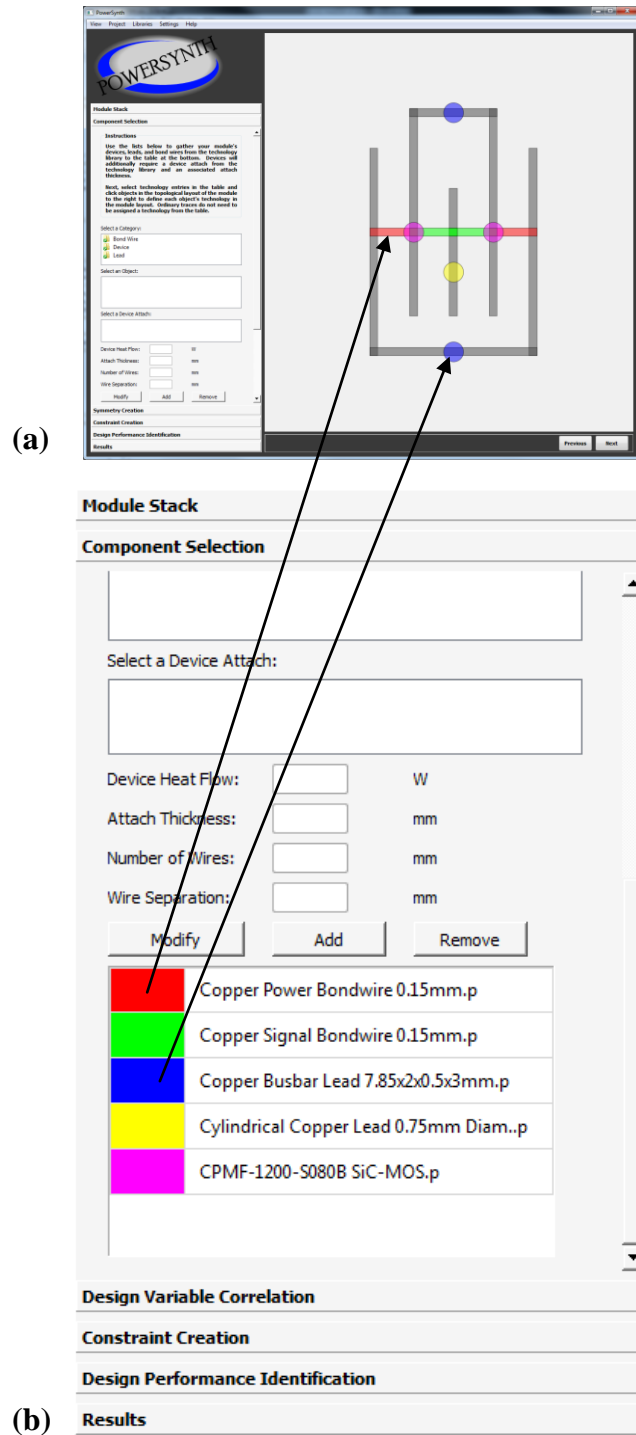 PowerSynth
View Project Libraries Settings Help
POWERSYNTH
Module Stack
Component Selection
Instructions
Use the lists below to gather your module's
devices, leads, and bond wires from the technology
library to the table at the bottom. Devices will
additionally require a device attach from the
technology library and an associated attach
thickness.
Next, select technology entries in the table and
click objects in the topological layout of the module
to the right to define each object's technology in
the module layout. Ordinary traces do not need to
be assigned a technology from the table.
Select a Category:
Bond Wire
Device
Lead
Select an Object:
Select a Device Attach:
Device Heat Flow: W
Attach Thickness: mm
Number of Wires: mm
Wire Separation: mm
Modify Add Remove
Symmetry Creation
Constraint Creation
Design Performance Identification
Results
Previous Next
(a)
Module Stack
Component Selection
Select a Device Attach:
Device Heat Flow: W
Attach Thickness: mm
Number of Wires: mm
Wire Separation: mm
Modify Add Remove
Copper Power Bondwire 0.15mm.p
Copper Signal Bondwire 0.15mm.p
Copper Busbar Lead 7.85x2x0.5x3mm.p
Cylindrical Copper Lead 0.75mm Diam..p
CPMF-1200-S080B SiC-MOS.p
Design Variable Correlation
Constraint Creation
Design Performance Identification
Results
(b)